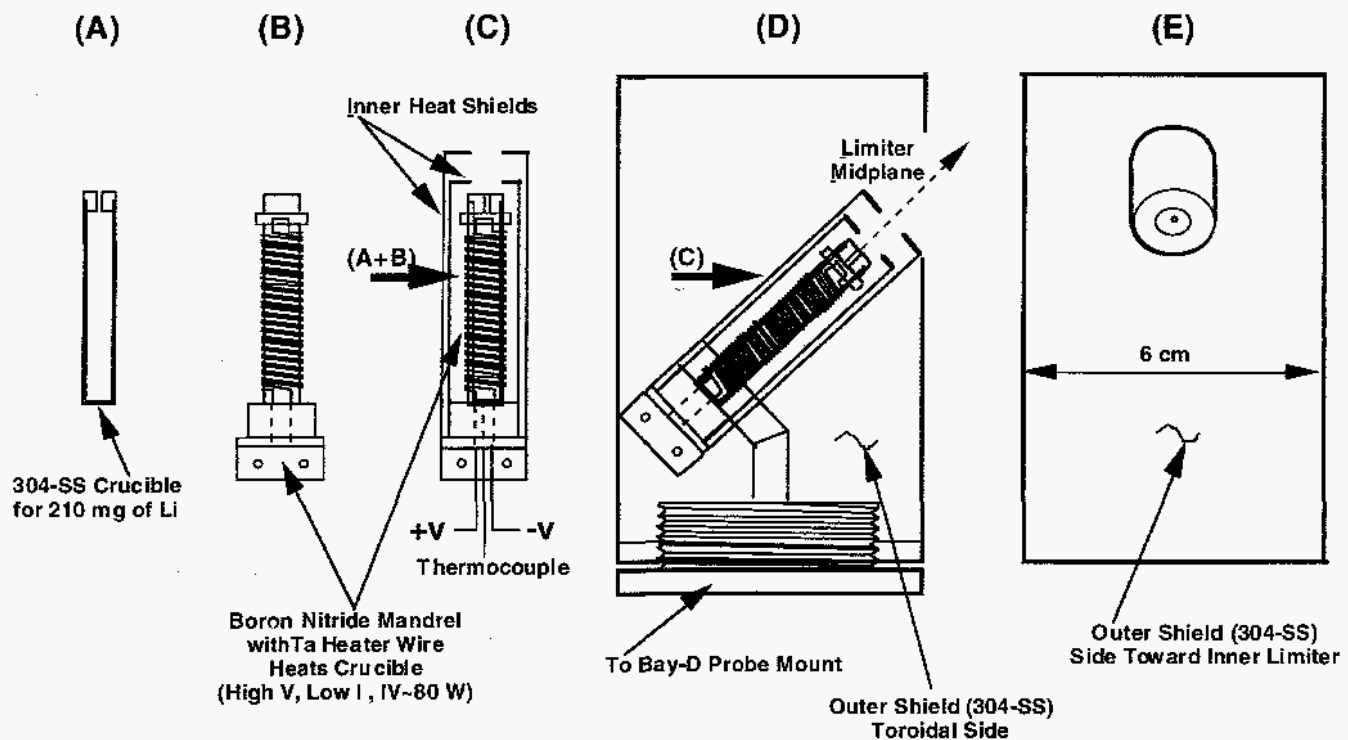 (A)
(B)
(C)
(D)
(E)
Inner Heat Shields
Limiter
Midplane
(A+B)
(C)
6 cm
304-SS Crucible
for 210 mg of Li
+V
-V
Thermocouple
Boron Nitride Mandrel
withTa Heater Wire
Heats Crucible
(High V, Low I , IV~80 W)
To Bay-D Probe Mount
Outer Shield (304-SS)
Toroidal Side
Outer Shield (304-SS)
Side Toward Inner Limiter